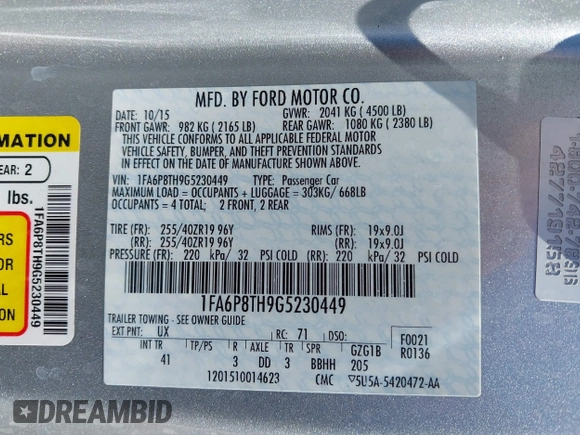 MFD. BY FORD MOTOR CO.
DATE: 10/15 GVWR: 2041 KG ( 4500 LB)
FRONT GAWR: 982 KG ( 2165 LB) REAR GAWR: 1080 KG ( 2380 LB)
THIS VEHICLE CONFORMS TO ALL APPLICABLE FEDERAL MOTOR
VEHICLE SAFETY, BUMPER, AND THEFT PREVENTION STANDARDS
IN EFFECT ON THE DATE OF MANUFACTURE SHOWN ABOVE.
VIN: 1FA6P8TH9G5230449 TYPE: Passenger Car
MAXIMUM LOAD = OCCUPANTS + LUGGAGE = 303KG/ 668LB
OCCUPANTS = 4 TOTAL; 2 FRONT, 2 REAR
TIRE (FR): 255/40ZR19 96Y RIMS (FR): 19x9.0J
(RR): 255/40ZR19 96Y (RR): 19x9.0J
PRESSURE (FR): 220 kPa/ 32 PSI COLD (RR): 220 kPa/ 32 PSI COLD
1FA6P8TH9G5230449
TRAILER TOWING - SEE OWNER GUIDE
EXT PNT: UX RC: 71 DSO: F0021
INT TR TP/PS R AXLE TR SPR GZG1B R0136
41 3 DD 3 BBHH 205
1201510014623 CMC ▽5U5A-5420472-AA
RMATION
EAR: 2
lbs.
1FA6P8TH9G5230449
RS
AL
ION
DREAMBID